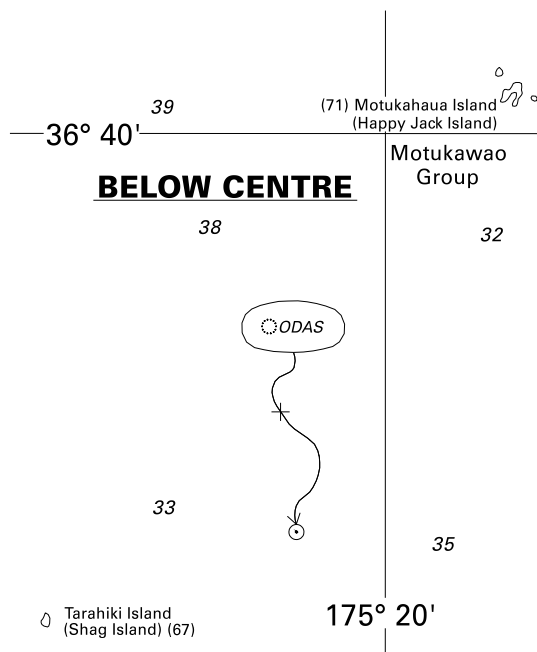 39
(71) Motukahaua Island
(Happy Jack Island)
36° 40'
Motukawao
Group
BELOW CENTRE
38
32
ODAS
33
35
Tarahiki Island
(Shag Island) (67)
175° 20'